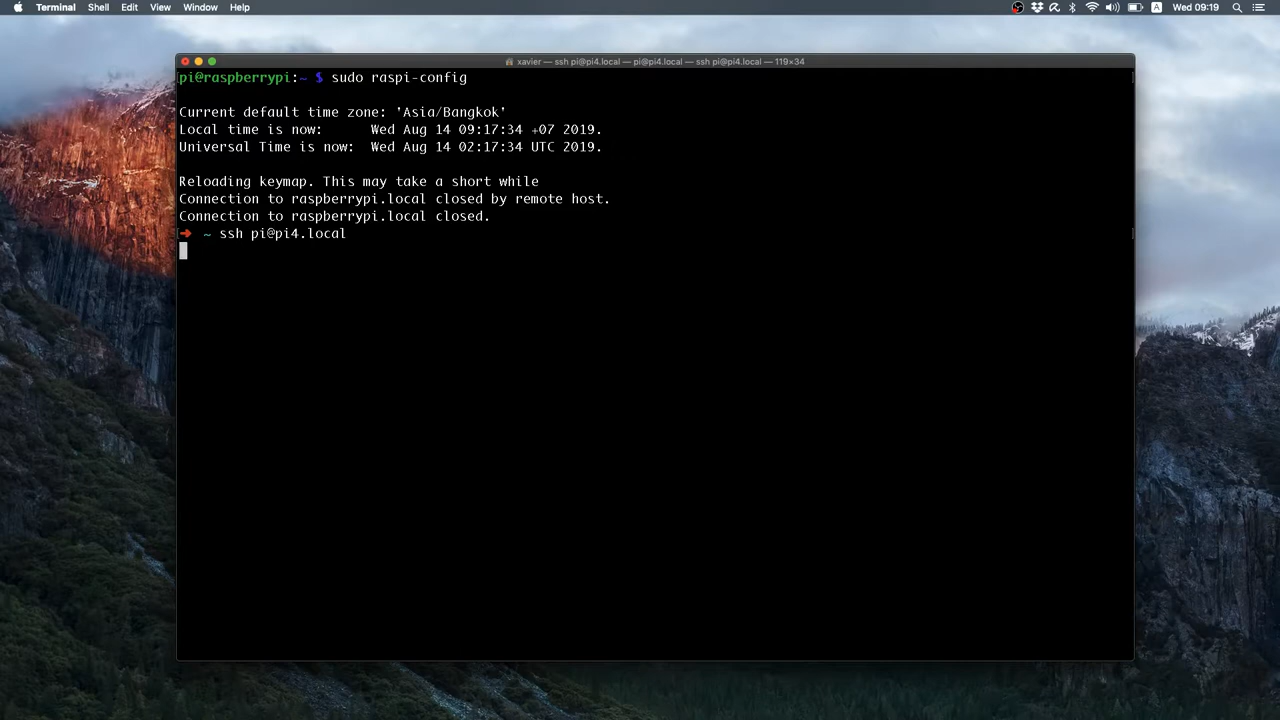 Terminal Shell Edit View Window Help A Wed 09:19
xavier — ssh pi@pi4.local — pi@pi4.local — ssh pi@pi4.local — 119×34
pi@raspberrypi:~ $ sudo raspi-config
Current default time zone: 'Asia/Bangkok'
Local time is now:      Wed Aug 14 09:17:34 +07 2019.
Universal Time is now:  Wed Aug 14 02:17:34 UTC 2019.
Reloading keymap. This may take a short while
Connection to raspberrypi.local closed by remote host.
Connection to raspberrypi.local closed.
➜  ~ ssh pi@pi4.local